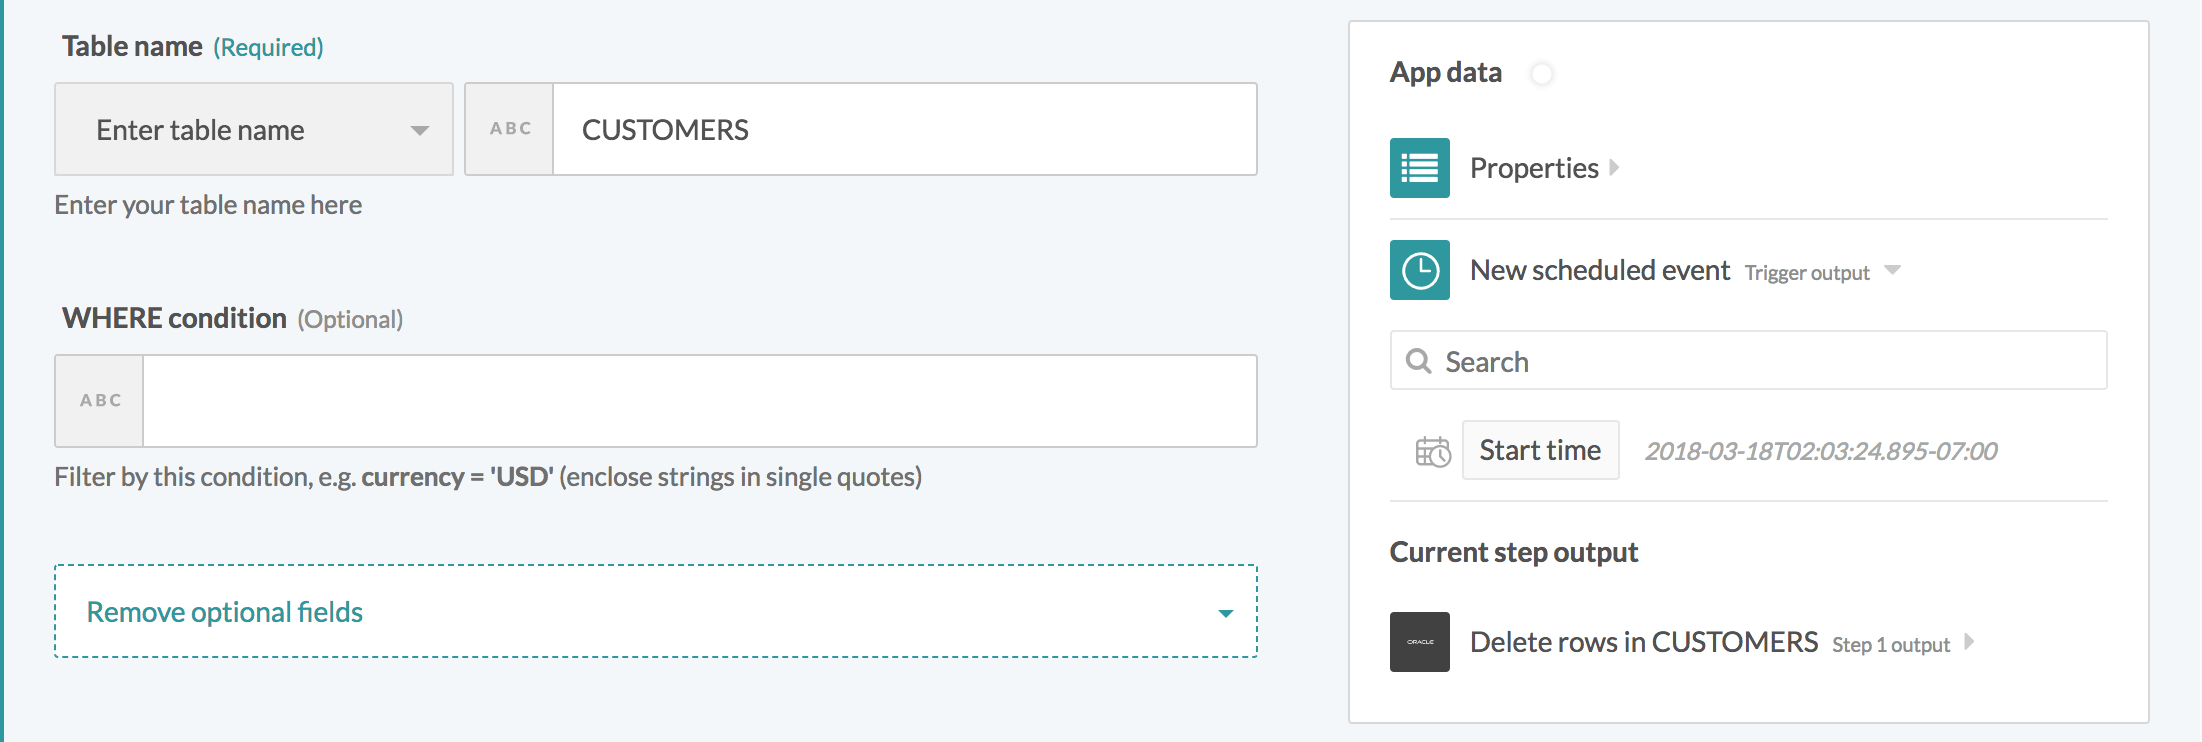 Table name (Required)
Enter table name
ABC
CUSTOMERS
Enter your table name here
WHERE condition (Optional)
ABC
Filter by this condition, e.g. currency = 'USD' (enclose strings in single quotes)
Remove optional fields
App data
Properties
New scheduled event Trigger output
Search
Start time 2018-03-18T02:03:24.895-07:00
Current step output
ORACLE
Delete rows in CUSTOMERS Step 1 output